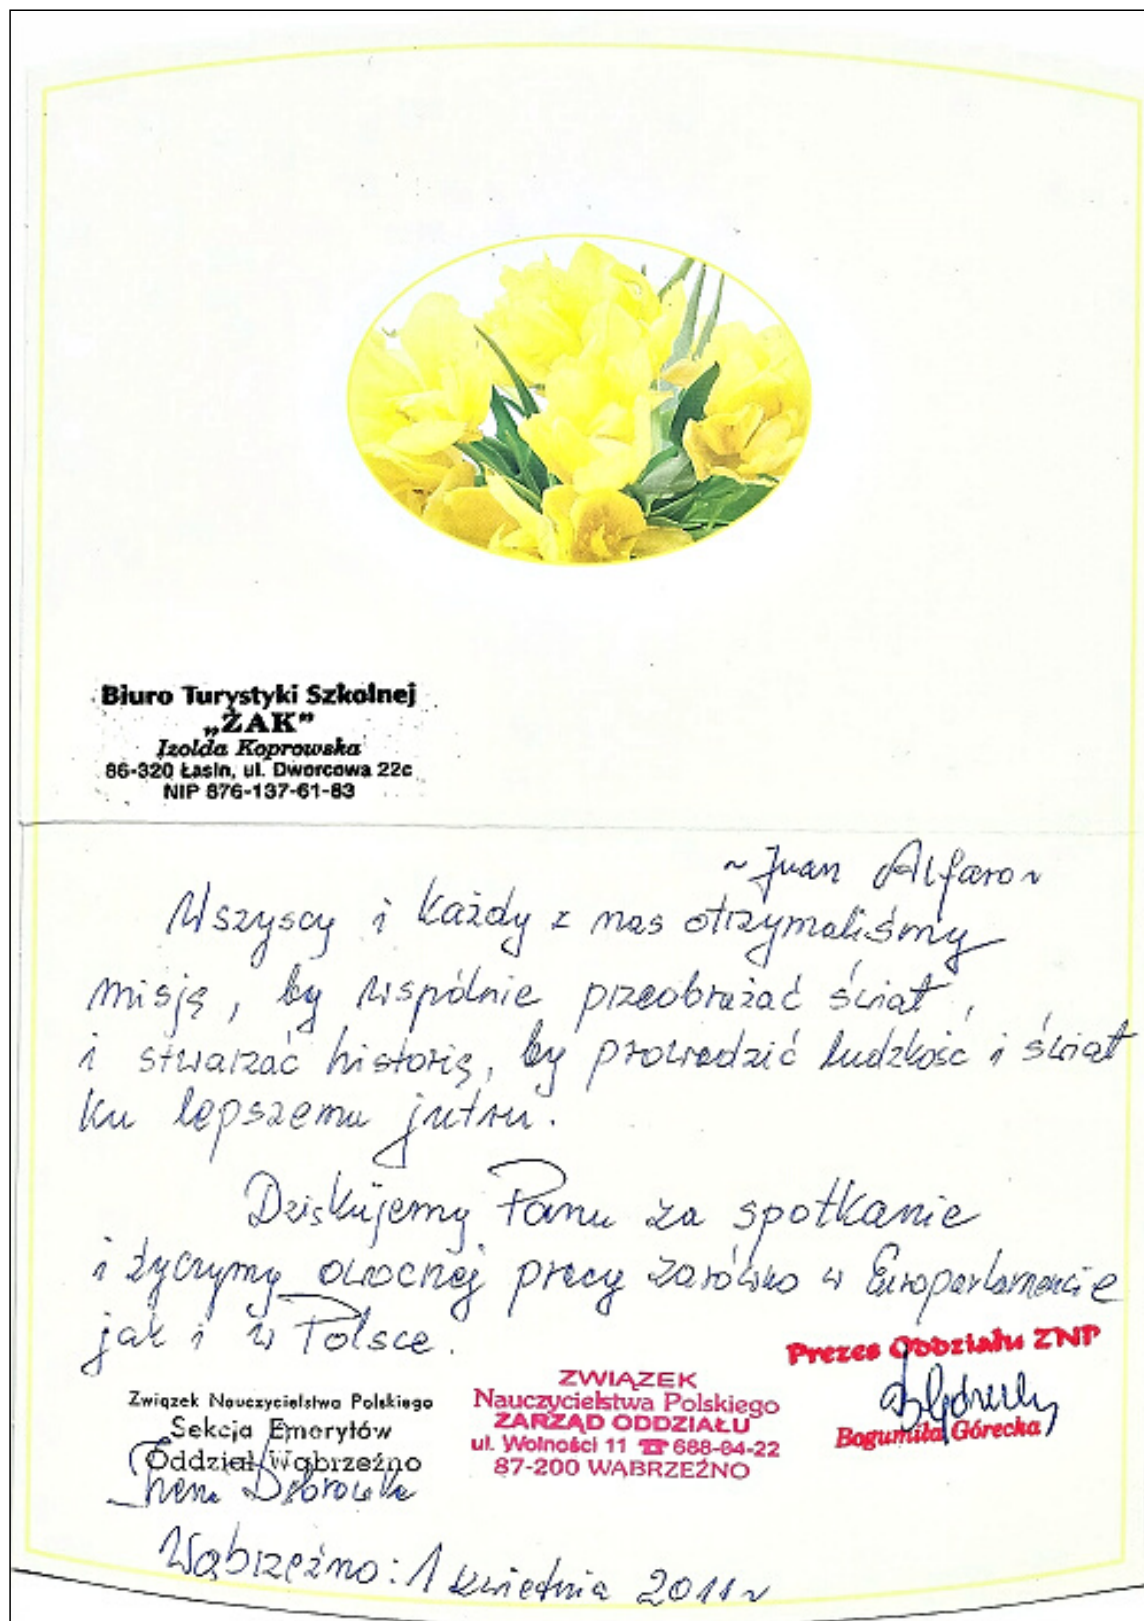 Biuro Turystyki Szkolnej
„ŻAK”
Izolda Koprowska
86-320 Łasin, ul. Dworcowa 22c
NIP 876-137-61-83
~ Juan Alfaro ~
Wszyscy i każdy z nas otrzymaliśmy
misję, by wspólnie przeobrażać świat,
i stwarzać historię, by prowadzić ludzkość i świat
ku lepszemu jutru.
Dziękujemy Panu za spotkanie
i życzymy owocnej pracy zarówno w Europarlamencie
jak i w Polsce.
Prezes Oddziału ZNP
Bogumiła Górecka
ZWIĄZEK
Nauczycielstwa Polskiego
ZARZĄD ODDZIAŁU
ul. Wolności 11 ☎ 688-84-22
87-200 WĄBRZEŹNO
Związek Nauczycielstwa Polskiego
Sekcja Emerytów
Oddział Wąbrzeźno
Irena
Wąbrzeźno: 1 kwietnia 2011 r